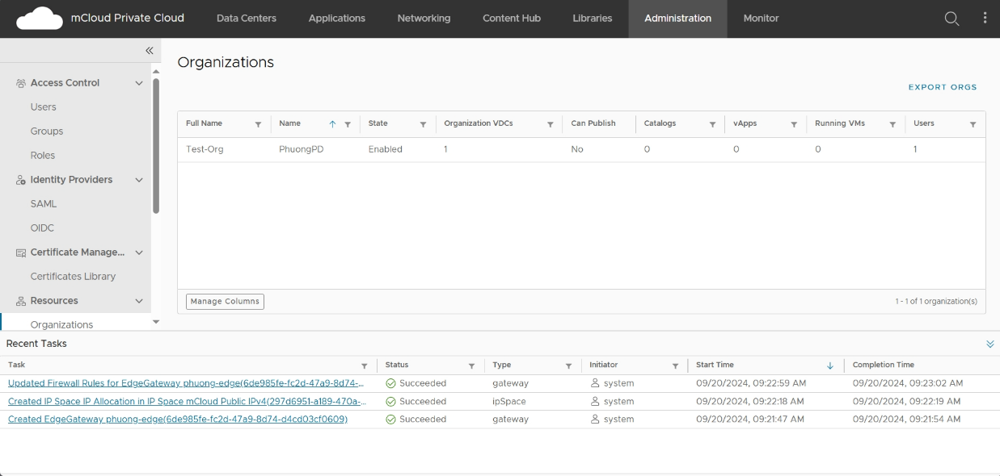 mCloud Private Cloud Data Centers Applications Networking Content Hub Libraries Administration Monitor
Organizations
EXPORT ORGS
Access Control
Users
Groups
Roles
Identity Providers
SAML
OIDC
Certificate Manage...
Certificates Library
Resources
Organizations
Full Name Name State Organization VDCs Can Publish Catalogs vApps Running VMs Users
Test-Org PhuongPD Enabled 1 No 0 0 0 1
Manage Columns 1 - 1 of 1 organization(s)
Recent Tasks
Task Status Type Initiator Start Time Completion Time
Updated Firewall Rules for EdgeGateway phuong-edge(6de985fe-fc2d-47a9-8d74-... Succeeded gateway system 09/20/2024, 09:22:59 AM 09/20/2024, 09:23:02 AM
Created IP Space IP Allocation in IP Space mCloud Public IPv4(297d6951-a189-470a-... Succeeded ipSpace system 09/20/2024, 09:22:18 AM 09/20/2024, 09:22:19 AM
Created EdgeGateway phuong-edge(6de985fe-fc2d-47a9-8d74-d4cd03cf0609) Succeeded gateway system 09/20/2024, 09:21:47 AM 09/20/2024, 09:21:54 AM